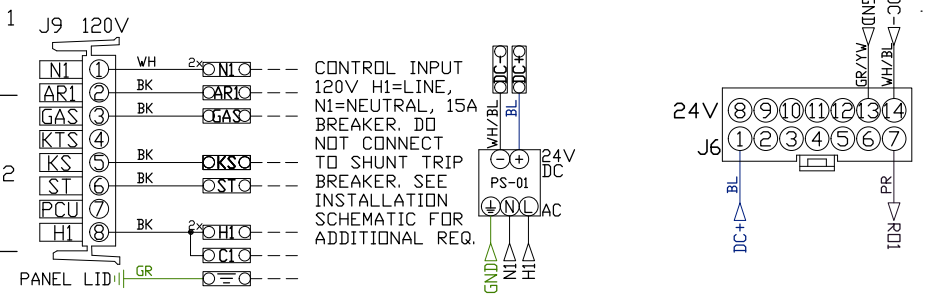 1
J9 120V
N1 1 WH 2x N1
AR1 2 BK AR1
GAS 3 BK GAS
KTS 4
KS 5 BK KS
ST 6 BK ST
PCU 7
H1 8 BK 2x H1
C1
PANEL LID GR
2
CONTROL INPUT
120V H1=LINE,
N1=NEUTRAL, 15A
BREAKER. DO
NOT CONNECT
TO SHUNT TRIP
BREAKER. SEE
INSTALLATION
SCHEMATIC FOR
ADDITIONAL REQ.
DC- DC+
WH/BL BL
- +
24V
DC
PS-01
N L AC
GND N1 H1
GND DC-
GR/YW WH/BL
24V 8 9 10 11 12 13 14
J6 1 2 3 4 5 6 7
BL PR
DC+ RO1